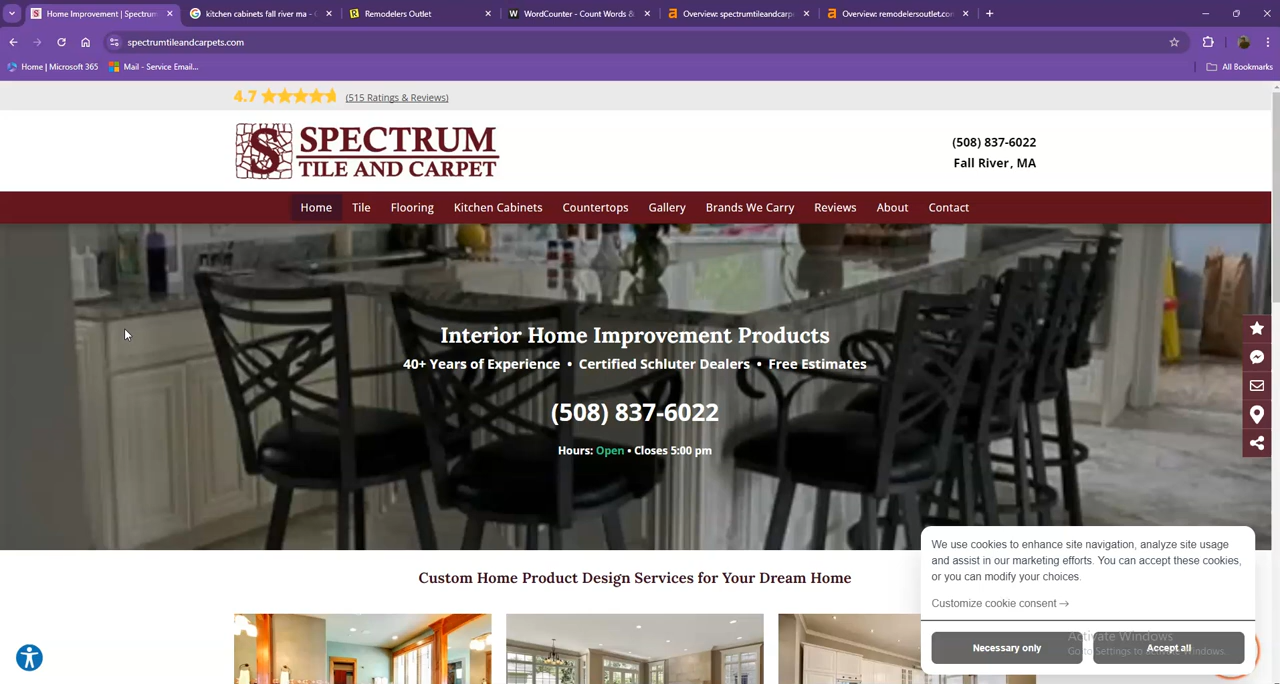 Home Improvement | Spectrum
kitchen cabinets fall river ma -
Remodelers Outlet
WordCounter - Count Words &
Overview: spectrumtileandcarp
Overview: remodelersoutlet.co
spectrumtileandcarpets.com
Home | Microsoft 365
Mail - Service Email...
All Bookmarks
4.7
(515 Ratings & Reviews)
S SPECTRUM
TILE AND CARPET
(508) 837-6022
Fall River, MA
Home Tile Flooring Kitchen Cabinets Countertops Gallery Brands We Carry Reviews About Contact
Interior Home Improvement Products
40+ Years of Experience • Certified Schluter Dealers • Free Estimates
(508) 837-6022
Hours: Open • Closes 5:00 pm
Custom Home Product Design Services for Your Dream Home
We use cookies to enhance site navigation, analyze site usage
and assist in our marketing efforts. You can accept these cookies,
or you can modify your choices.
Customize cookie consent →
Necessary only
Accept all
Activate Windows
Go to Settings to activate Windows.